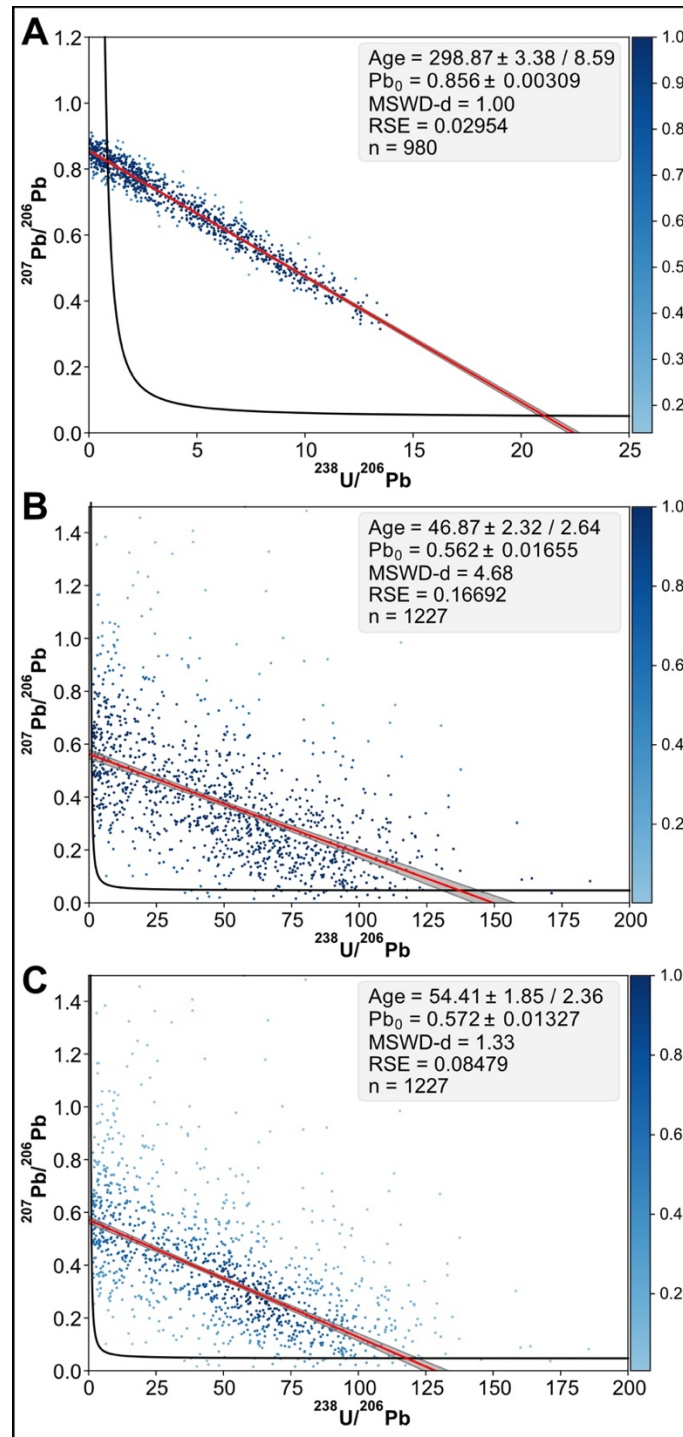 A
1.2
1.0
0.8
0.6
0.4
0.2
0.0
²⁰⁷Pb/²⁰⁶Pb
Age = 298.87 ± 3.38 / 8.59
Pb₀ = 0.856 ± 0.00309
MSWD-d = 1.00
RSE = 0.02954
n = 980
0 5 10 15 20 25
²³⁸U/²⁰⁶Pb
1.0
0.9
0.8
0.7
0.6
0.5
0.4
0.3
0.2
B
1.4
1.2
1.0
0.8
0.6
0.4
0.2
0.0
²⁰⁷Pb/²⁰⁶Pb
Age = 46.87 ± 2.32 / 2.64
Pb₀ = 0.562 ± 0.01655
MSWD-d = 4.68
RSE = 0.16692
n = 1227
0 25 50 75 100 125 150 175 200
²³⁸U/²⁰⁶Pb
1.0
0.8
0.6
0.4
0.2
C
1.4
1.2
1.0
0.8
0.6
0.4
0.2
0.0
²⁰⁷Pb/²⁰⁶Pb
Age = 54.41 ± 1.85 / 2.36
Pb₀ = 0.572 ± 0.01327
MSWD-d = 1.33
RSE = 0.08479
n = 1227
0 25 50 75 100 125 150 175 200
²³⁸U/²⁰⁶Pb
1.0
0.8
0.6
0.4
0.2